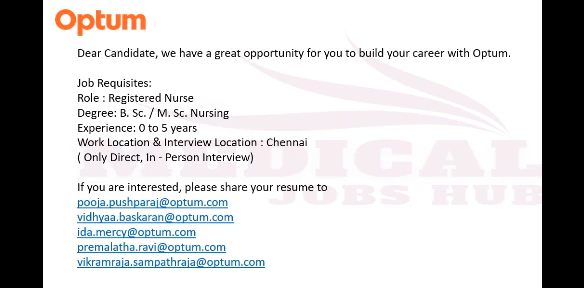 Optum
Dear Candidate, we have a great opportunity for you to build your career with Optum.
Job Requisites:
Role : Registered Nurse
Degree: B. Sc. / M. Sc. Nursing
Experience: 0 to 5 years
Work Location & Interview Location : Chennai
( Only Direct, In - Person Interview)
MEDICAL
JOBS HUB
If you are interested, please share your resume to
pooja.pushparaj@optum.com
vidhyaa.baskaran@optum.com
ida.mercy@optum.com
premalatha.ravi@optum.com
vikramraja.sampathraja@optum.com